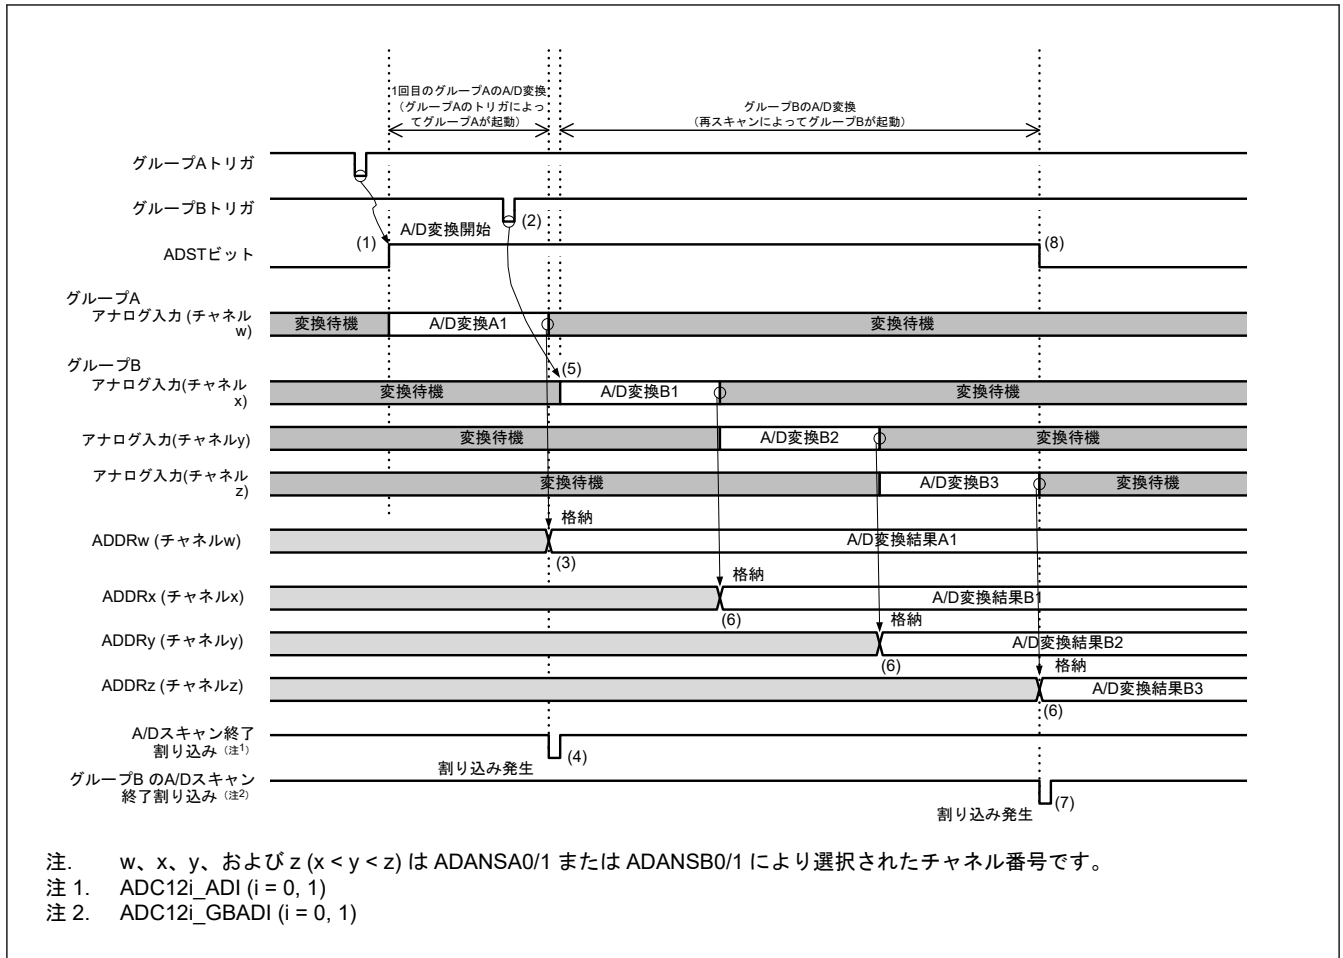 1回目のグループAのA/D変換
（グループAのトリガによっ
てグループAが起動）
グループBのA/D変換
（再スキャンによってグループBが起動）
グループAトリガ
グループBトリガ
(2)
A/D変換開始
(1)
(8)
ADSTビット
グループA
アナログ入力 (チャネル
w)
変換待機
A/D変換A1
変換待機
グループB
アナログ入力(チャネル
x)
(5)
変換待機
A/D変換B1
変換待機
アナログ入力(チャネルy)
変換待機
A/D変換B2
変換待機
アナログ入力(チャネル
z)
変換待機
A/D変換B3
変換待機
格納
ADDRw (チャネルw)
A/D変換結果A1
(3)
格納
ADDRx (チャネルx)
A/D変換結果B1
(6)
格納
ADDRy (チャネルy)
A/D変換結果B2
(6)
格納
ADDRz (チャネルz)
A/D変換結果B3
(6)
A/Dスキャン終了
割り込み（注1）
(4)
割り込み発生
グループB のA/Dスキャン
終了割り込み（注2）
(7)
割り込み発生
注. w、x、y、および z (x < y < z) は ADANSA0/1 または ADANSB0/1 により選択されたチャネル番号です。
注 1. ADC12i_ADI (i = 0, 1)
注 2. ADC12i_GBADI (i = 0, 1)